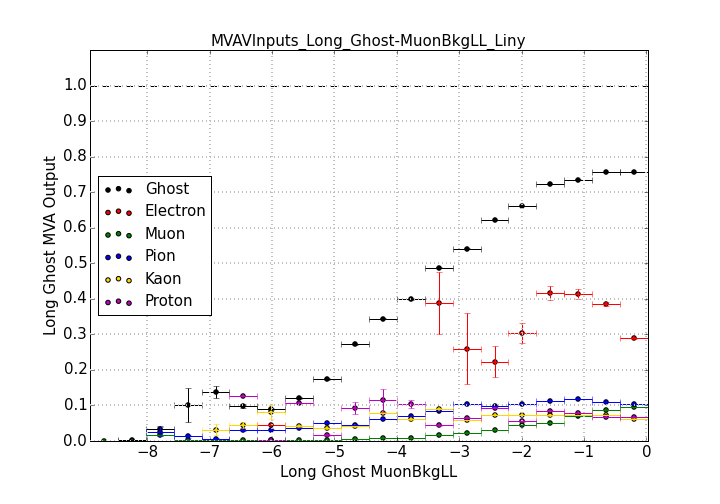 MVAVInputs_Long_Ghost-MuonBkgLL_Liny
Long Ghost MVA Output
1.0
0.9
0.8
0.7
0.6
0.5
0.4
0.3
0.2
0.1
0.0
Ghost
Electron
Muon
Pion
Kaon
Proton
−8 −7 −6 −5 −4 −3 −2 −1 0
Long Ghost MuonBkgLL